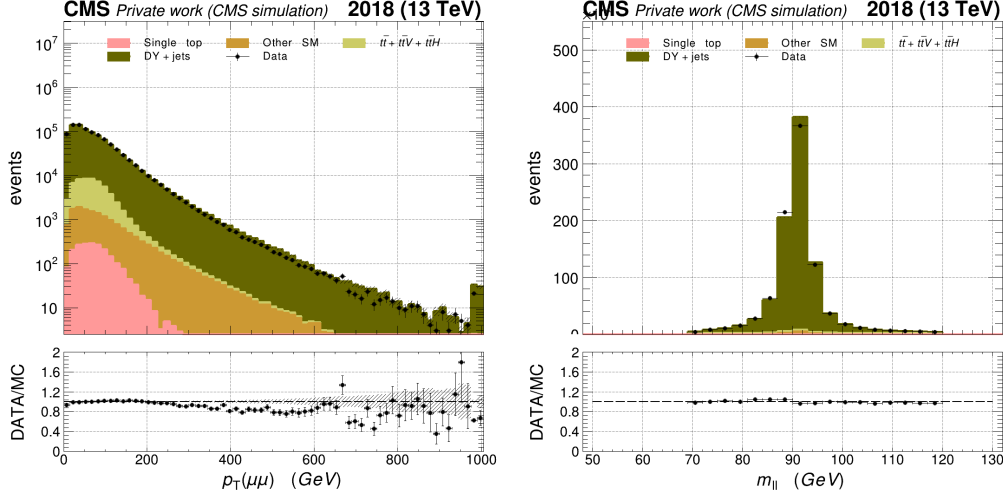 CMS Private work (CMS simulation) 2018 (13 TeV)
Single top Other SM tt̄ + tt̄V + tt̄H
DY + jets Data
10⁷
10⁶
10⁵
10⁴
10³
10²
10
events
2
1.6
1.2
0.8
0.4
0
DATA/MC
0 200 400 600 800 1000
p_T(μμ) (GeV)
CMS Private work (CMS simulation) 2018 (13 TeV)
Single top Other SM tt̄ + tt̄V + tt̄H
DY + jets Data
500
400
300
200
100
0
events
2
1.6
1.2
0.8
0.4
0
DATA/MC
50 60 70 80 90 100 110 120 130
m_ll (GeV)